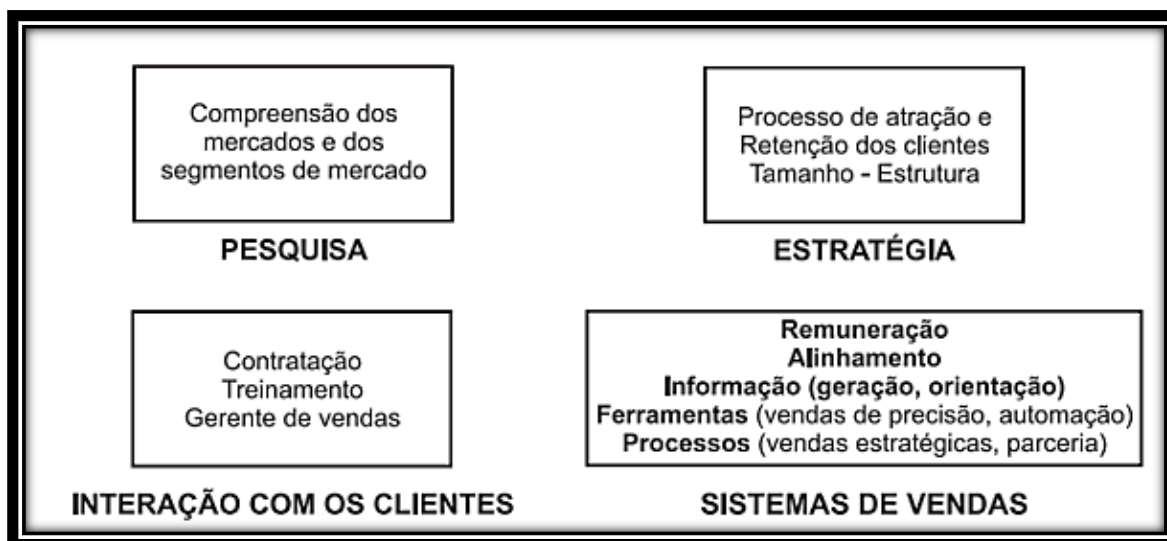 Compreensão dos
mercados e dos
segmentos de mercado
PESQUISA
Processo de atração e
Retenção dos clientes
Tamanho - Estrutura
ESTRATÉGIA
Contratação
Treinamento
Gerente de vendas
INTERAÇÃO COM OS CLIENTES
Remuneração
Alinhamento
Informação (geração, orientação)
Ferramentas (vendas de precisão, automação)
Processos (vendas estratégicas, parceria)
SISTEMAS DE VENDAS